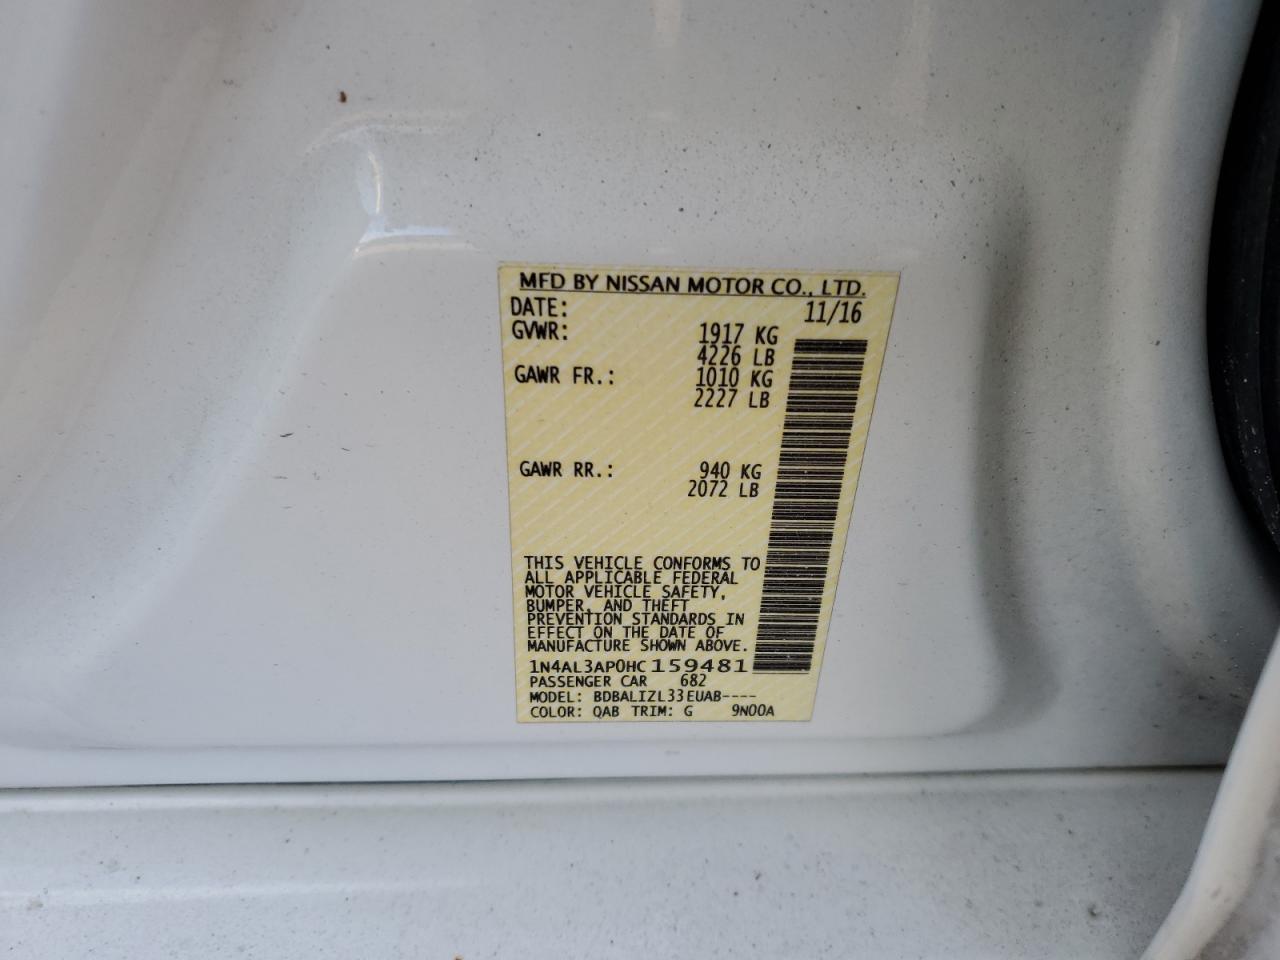 MFD BY NISSAN MOTOR CO., LTD.
DATE: 11/16
GVWR: 1917 KG
4226 LB
GAWR FR.: 1010 KG
2227 LB
GAWR RR.: 940 KG
2072 LB
THIS VEHICLE CONFORMS TO
ALL APPLICABLE FEDERAL
MOTOR VEHICLE SAFETY,
BUMPER, AND THEFT
PREVENTION STANDARDS IN
EFFECT ON THE DATE OF
MANUFACTURE SHOWN ABOVE.
1N4AL3AP0HC159481
PASSENGER CAR 682
MODEL: BDBALIZL33EUAB----
COLOR: QAB TRIM: G 9N00A